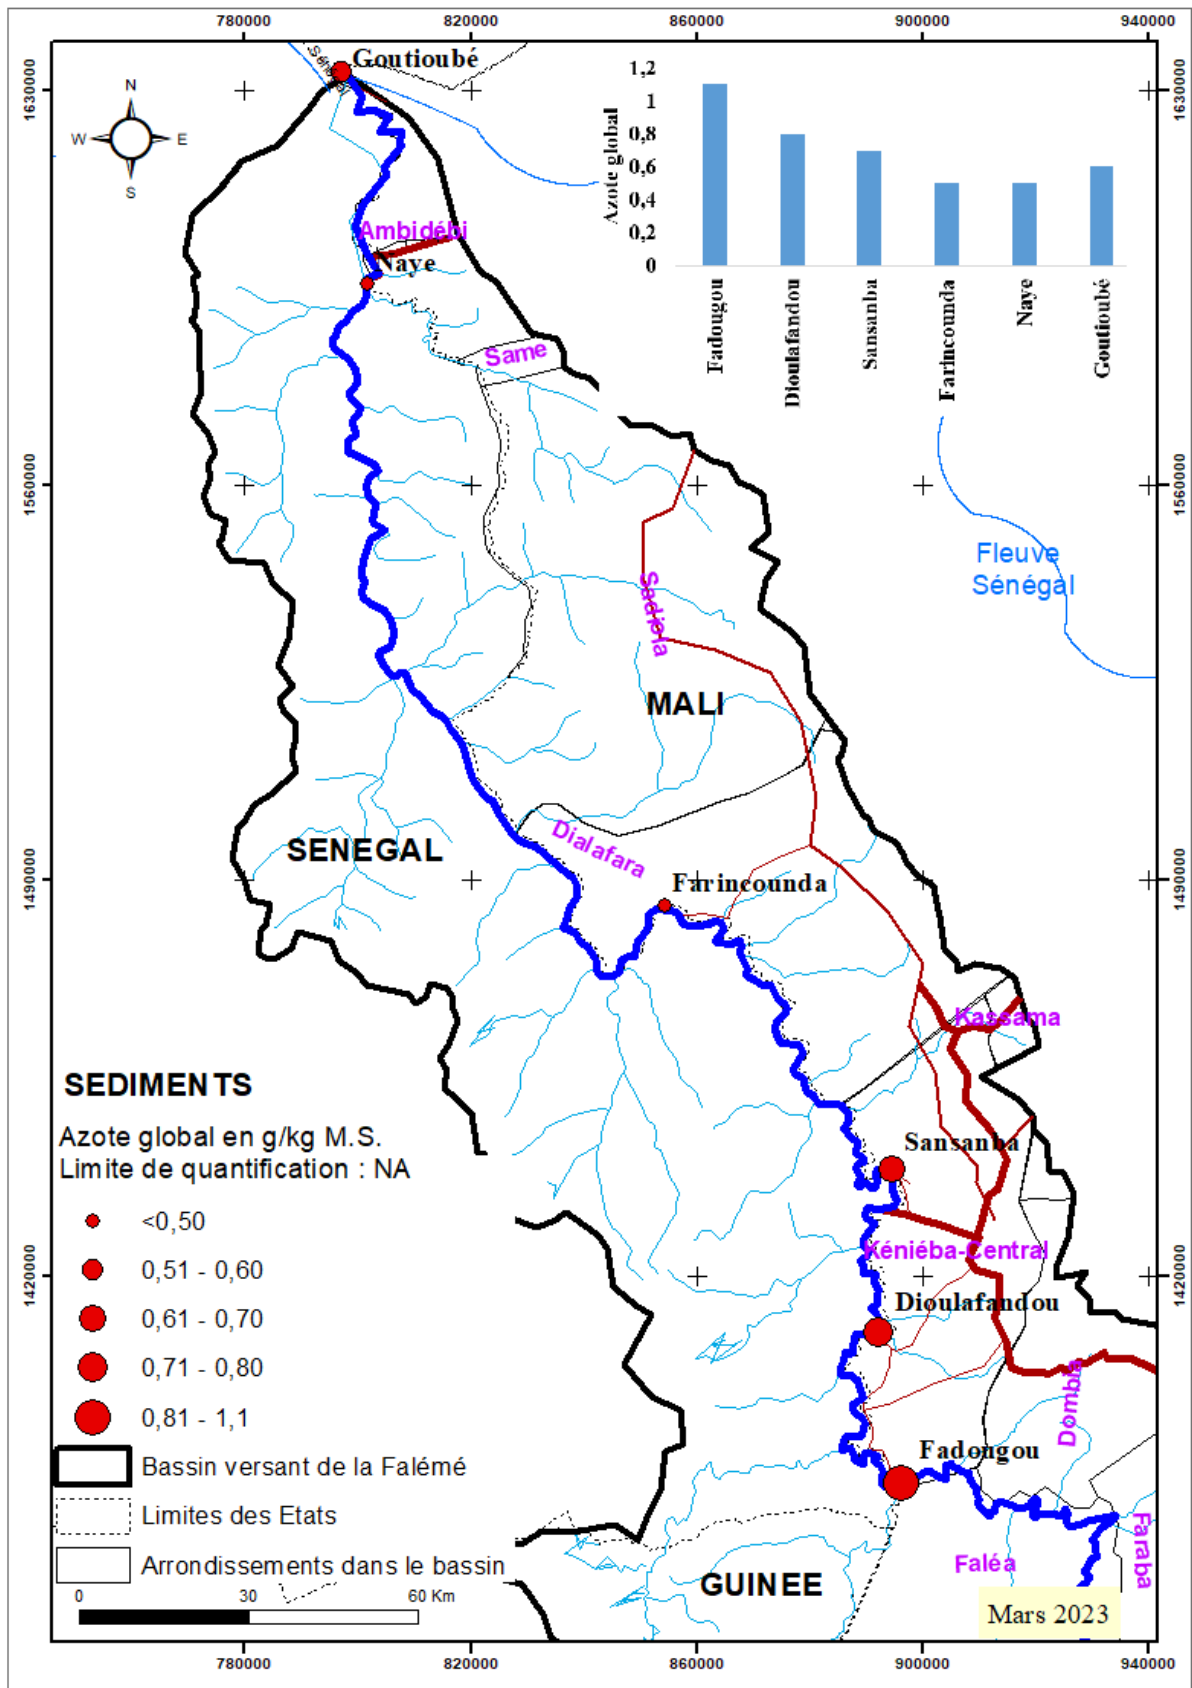 780000
820000
860000
900000
940000
1630000
1630000
Sénégal
Goutioubé
N
W
E
S
1,2
1
0,8
0,6
0,4
0,2
0
Azote global
Fadougou
Dioulafandou
Sansanba
Farincounda
Naye
Goutioubé
Ambidébi
Naye
Same
1560000
1560000
Fleuve
Sénégal
Sadiola
MALI
SENEGAL
Dialafara
1490000
1490000
Farincounda
Kassama
SEDIMENTS
Azote global en g/kg M.S.
Limite de quantification : NA
<0,50
0,51 - 0,60
0,61 - 0,70
0,71 - 0,80
0,81 - 1,1
Bassin versant de la Falémé
Limites des Etats
Arrondissements dans le bassin
0
30
60 Km
Sansanba
Kéniéba-Central
1420000
1420000
Dioulafandou
Dombia
Fadougou
Faléa
Faraba
GUINEE
Mars 2023
780000
820000
860000
900000
940000